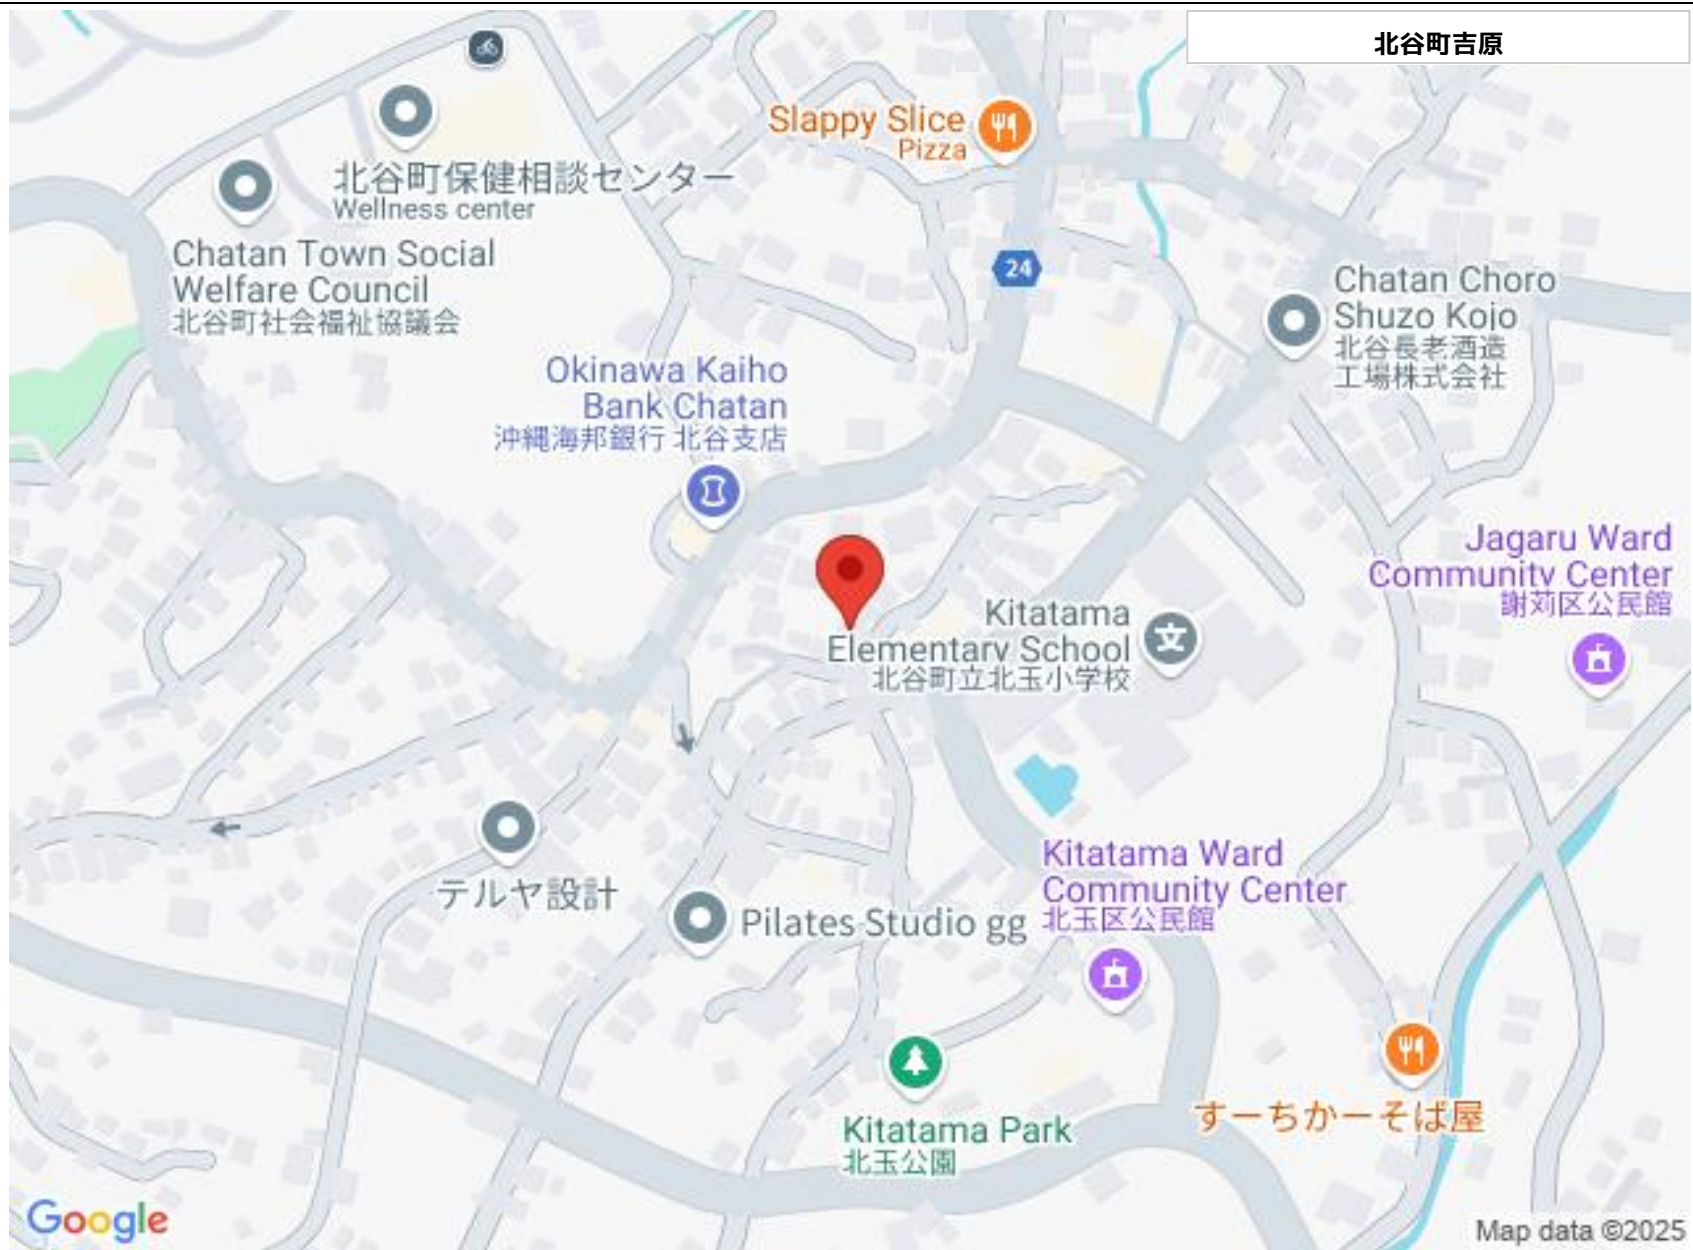 北谷町吉原
Slappy Slice
Pizza
北谷町保健相談センター
Wellness center
Chatan Town Social
Welfare Council
北谷町社会福祉協議会
24
Chatan Choro
Shuzo Kojo
北谷長老酒造
工場株式会社
Okinawa Kaiho
Bank Chatan
沖縄海邦銀行 北谷支店
Jagaru Ward
Community Center
謝苅区公民館
Kitatama
Elementary School
北谷町立北玉小学校
文
Kitatama Ward
Community Center
北玉区公民館
テルヤ設計
Pilates Studio gg
すーちかーそば屋
Kitatama Park
北玉公園
Google
Map data ©2025